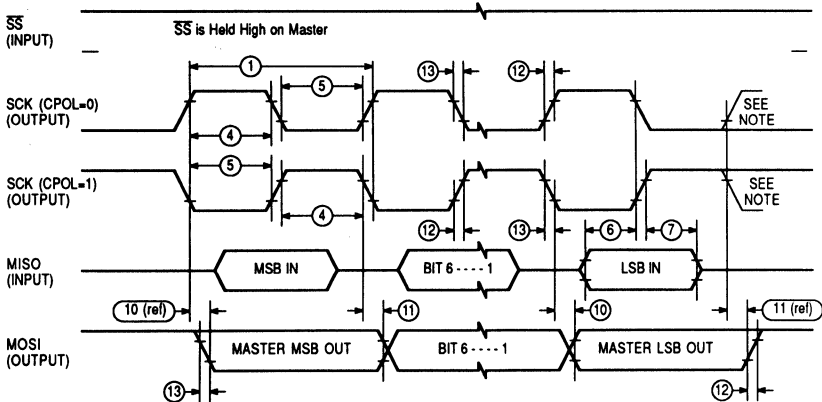 SS
(INPUT)
SS is Held High on Master
1
5
13
12
SCK (CPOL=0)
(OUTPUT)
SEE
NOTE
4
5
SCK (CPOL=1)
(OUTPUT)
SEE
NOTE
4
12
13
6
7
MISO
(INPUT)
MSB IN
BIT 6 ---- 1
LSB IN
10 (ref)
11
10
11 (ref)
MOSI
(OUTPUT)
MASTER MSB OUT
BIT 6 ---- 1
MASTER LSB OUT
13
12